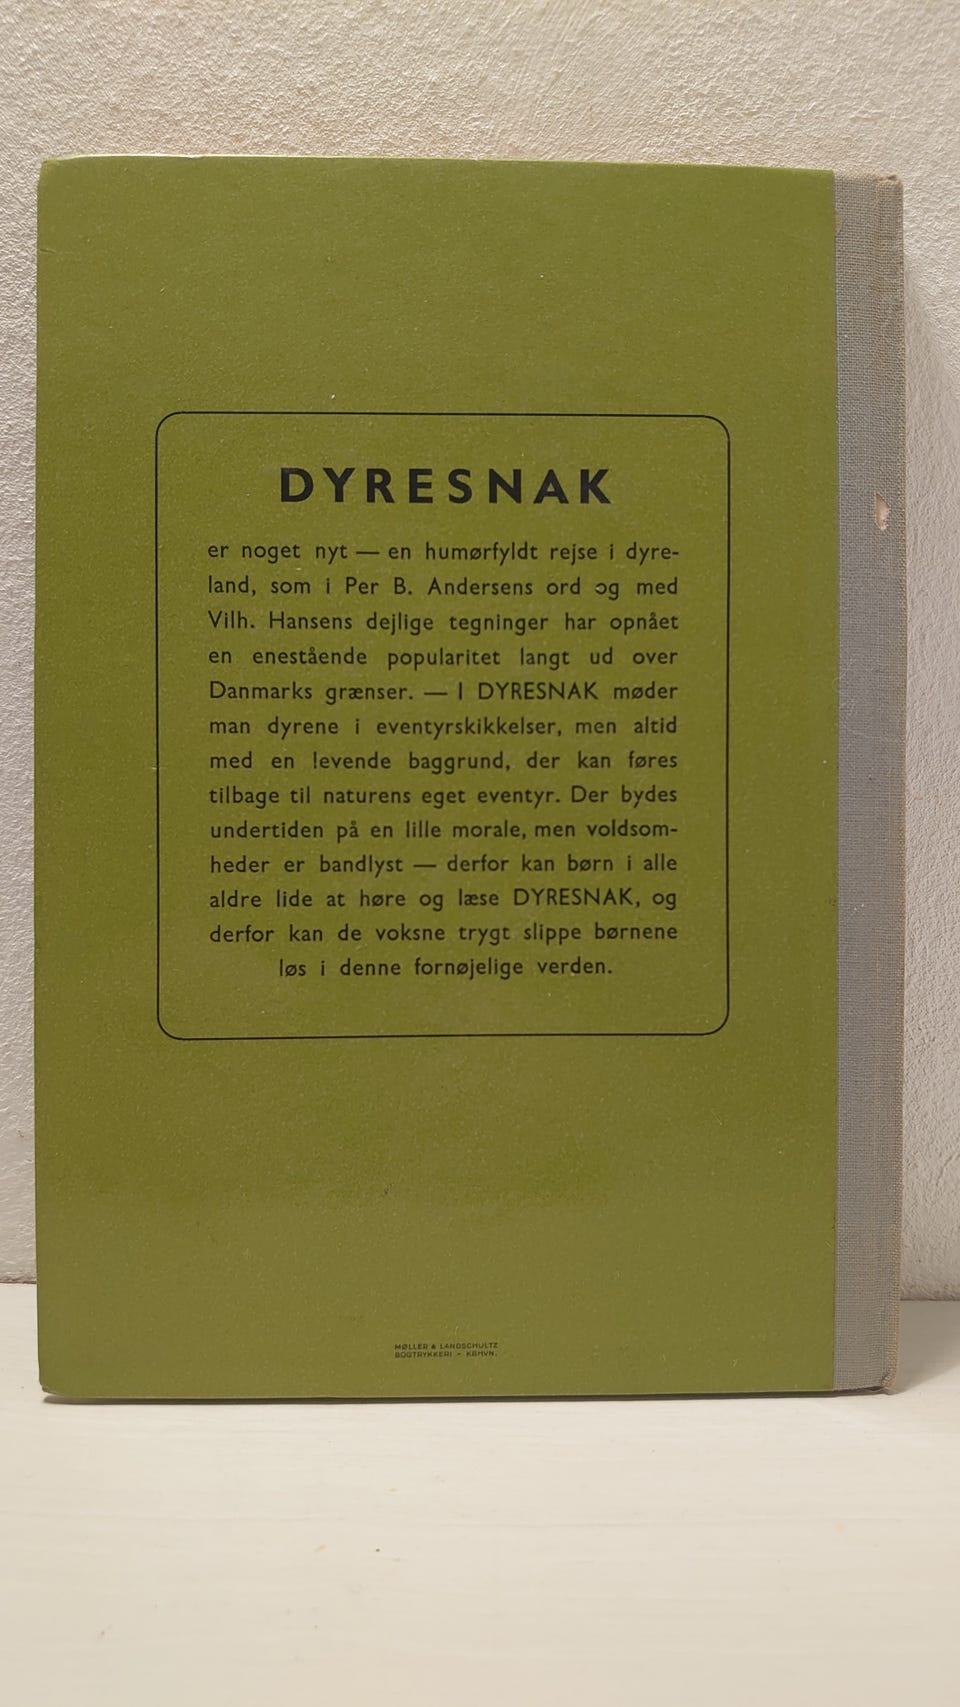 DYRESNAK
er noget nyt — en humørfyldt rejse i dyre-
land, som i Per B. Andersens ord og med
Vilh. Hansens dejlige tegninger har opnået
en enestående popularitet langt ud over
Danmarks grænser. — I DYRESNAK møder
man dyrene i eventyrskikkelser, men altid
med en levende baggrund, der kan føres
tilbage til naturens eget eventyr. Der bydes
undertiden på en lille morale, men voldsom-
heder er bandlyst — derfor kan børn i alle
aldre lide at høre og læse DYRESNAK, og
derfor kan de voksne trygt slippe børnene
løs i denne fornøjelige verden.
MØLLER & LANDSCHULTZ
BOGTRYKKERI - KBHVN.